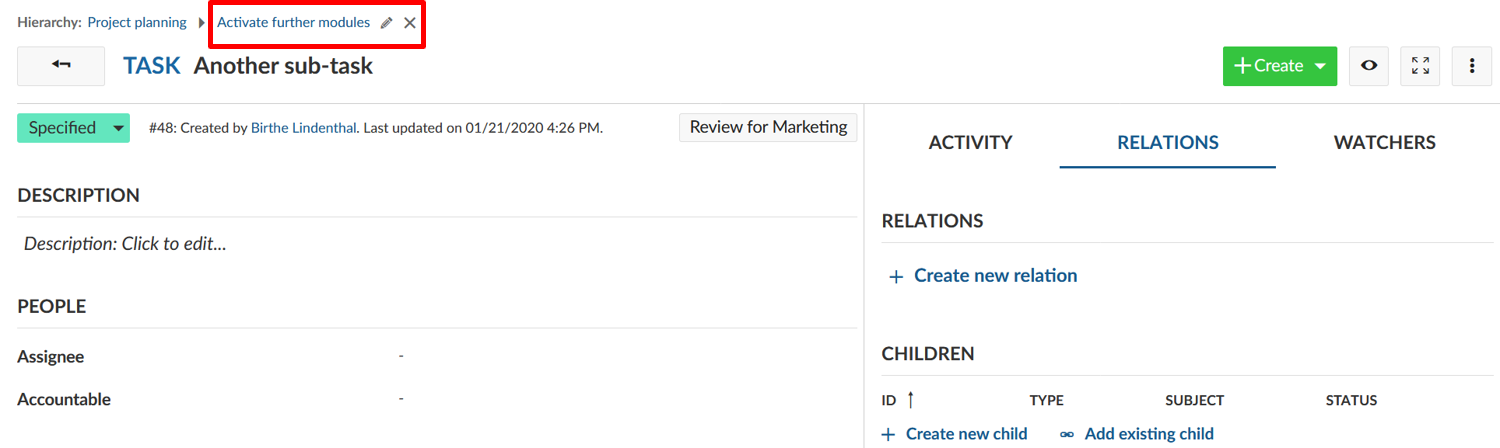 Hierarchy: Project planning Activate further modules
TASK Another sub-task
Create
Specified #48: Created by Birthe Lindenthal. Last updated on 01/21/2020 4:26 PM. Review for Marketing
ACTIVITY RELATIONS WATCHERS
DESCRIPTION
Description: Click to edit...
PEOPLE
Assignee -
Accountable -
RELATIONS
+ Create new relation
CHILDREN
ID ↑ TYPE SUBJECT STATUS
+ Create new child Add existing child